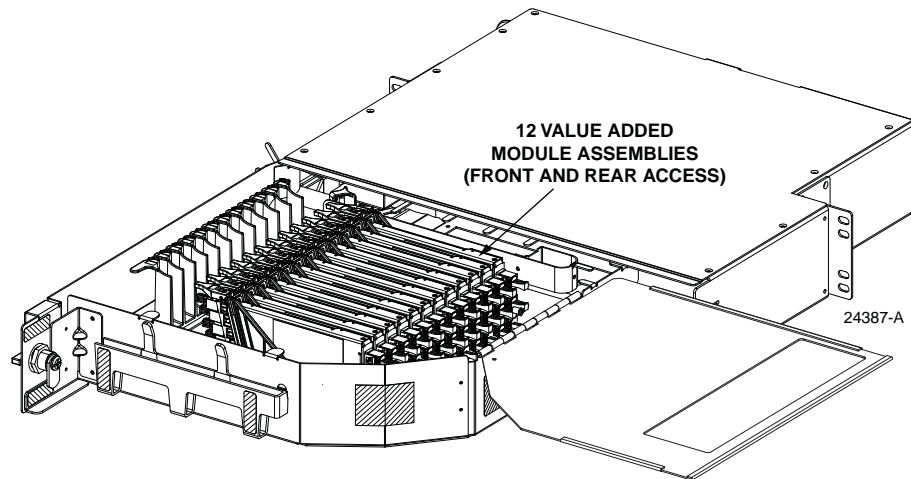 12 VALUE ADDED
MODULE ASSEMBLIES
(FRONT AND REAR ACCESS)
24387-A